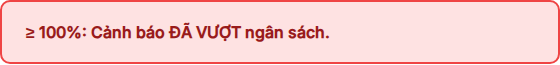 ≥ 100%: Cảnh báo ĐÃ VƯỢT ngân sách.